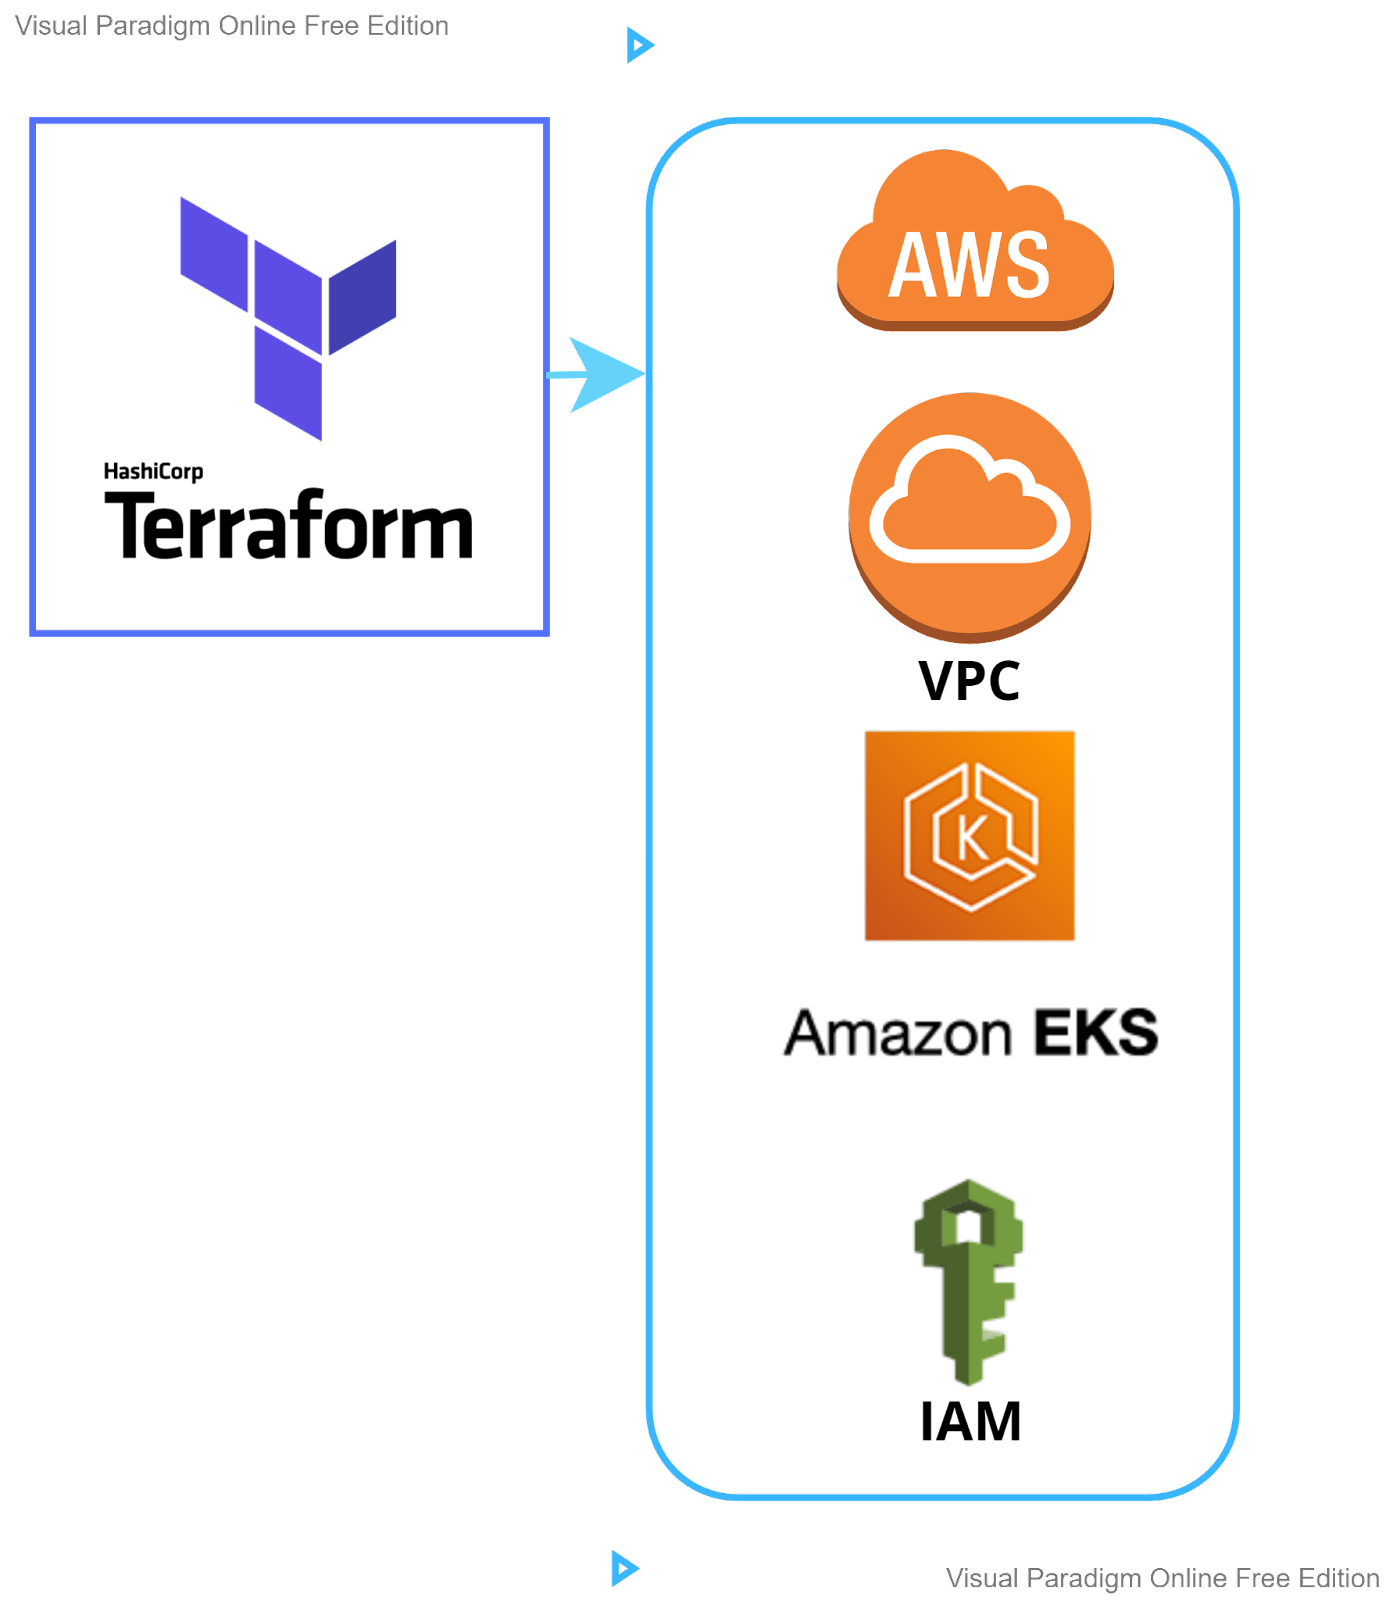 Visual Paradigm Online Free Edition
HashiCorp
Terraform
AWS
VPC
K
Amazon EKS
IAM
Visual Paradigm Online Free Edition